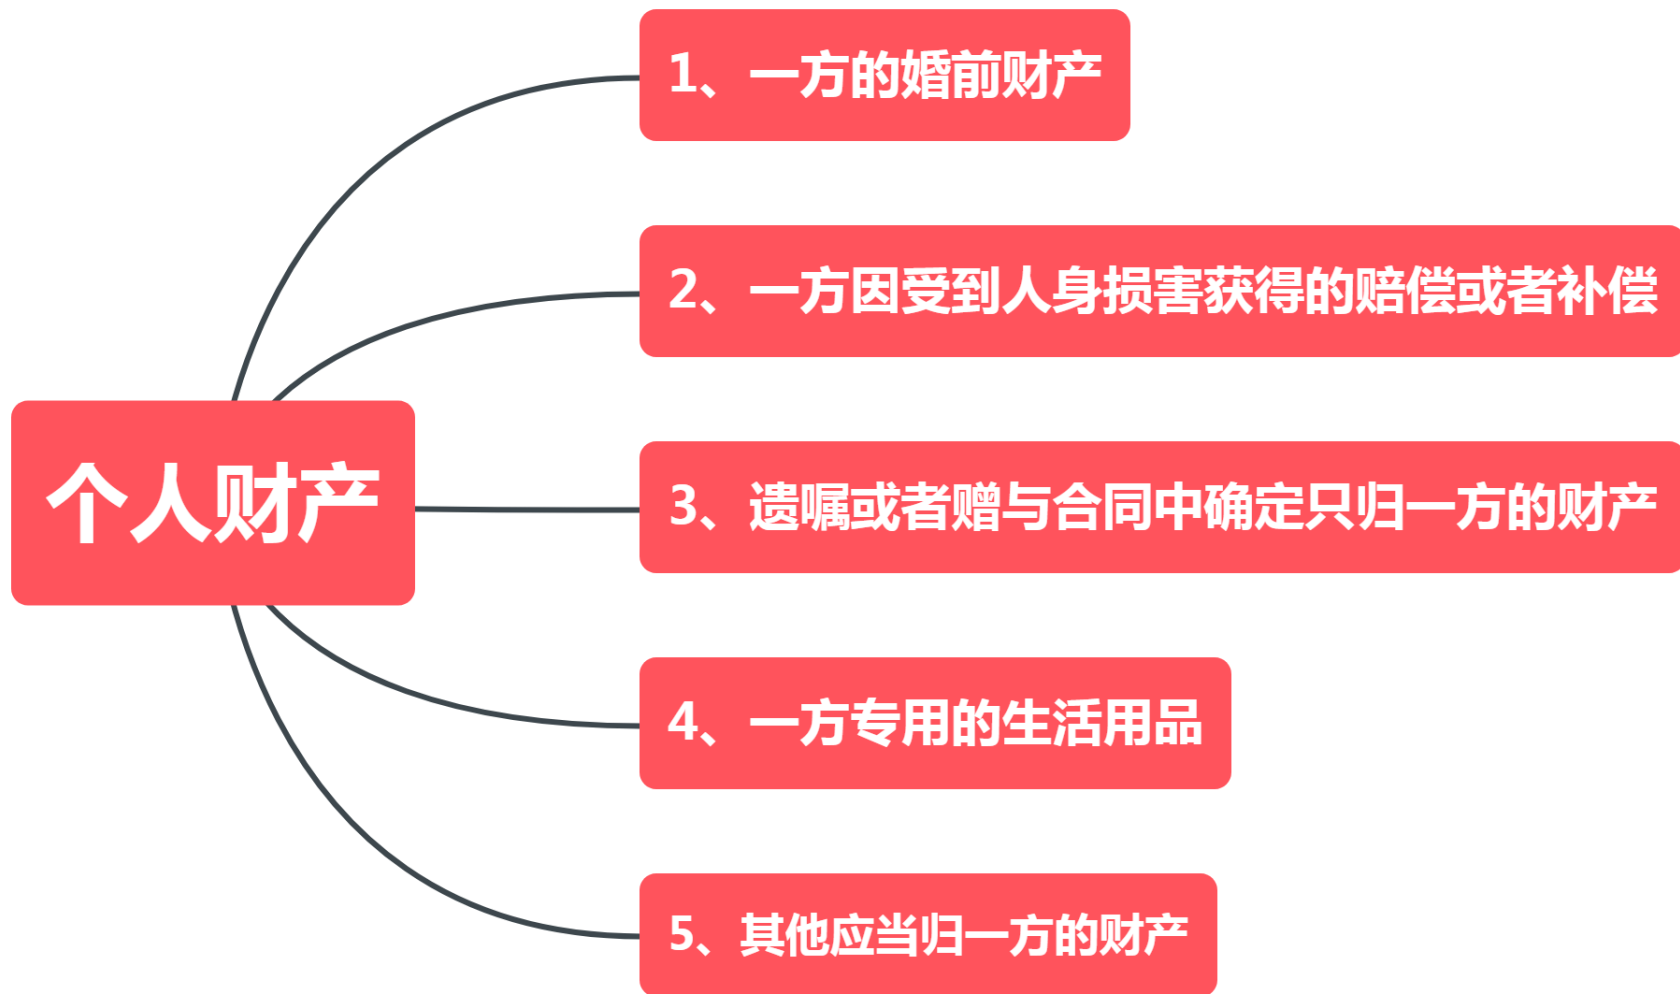 1、一方的婚前财产
2、一方因受到人身损害获得的赔偿或者补偿
个人财产
3、遗嘱或者赠与合同中确定只归一方的财产
4、一方专用的生活用品
5、其他应当归一方的财产